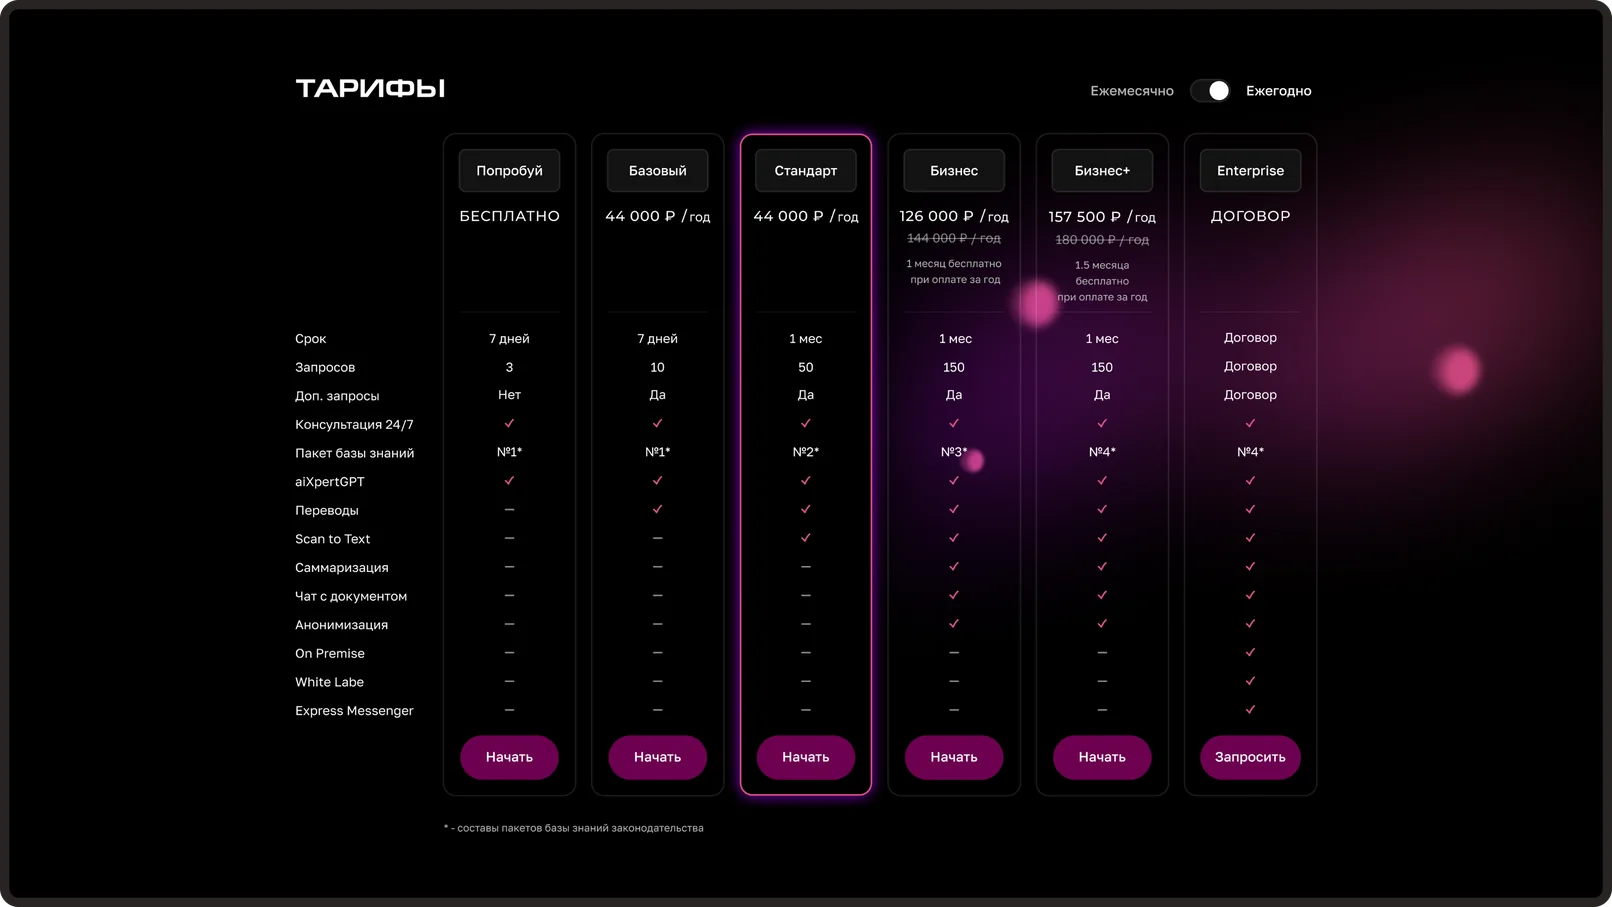 ТАРИФЫ
Ежемесячно Ежегодно
Попробуй Базовый Стандарт Бизнес Бизнес+ Enterprise
БЕСПЛАТНО 44 000 ₽ / год 44 000 ₽ / год 126 000 ₽ / год 157 500 ₽ / год ДОГОВОР
144 000 ₽ / год 180 000 ₽ / год
1 месяц бесплатно 1.5 месяца
при оплате за год бесплатно
при оплате за год
Срок 7 дней 7 дней 1 мес 1 мес 1 мес Договор
Запросов 3 10 50 150 150 Договор
Доп. запросы Нет Да Да Да Да Договор
Консультация 24/7 ✓ ✓ ✓ ✓ ✓ ✓
Пакет базы знаний №1* №1* №2* №3* №4* №4*
aiXpertGPT ✓ ✓ ✓ ✓ ✓ ✓
Переводы — ✓ ✓ ✓ ✓ ✓
Scan to Text — — ✓ ✓ ✓ ✓
Саммаризация — — — ✓ ✓ ✓
Чат с документом — — — ✓ ✓ ✓
Анонимизация — — — ✓ ✓ ✓
On Premise — — — — — ✓
White Labe — — — — — ✓
Express Messenger — — — — — ✓
Начать Начать Начать Начать Начать Запросить
* - составы пакетов базы знаний законодательства